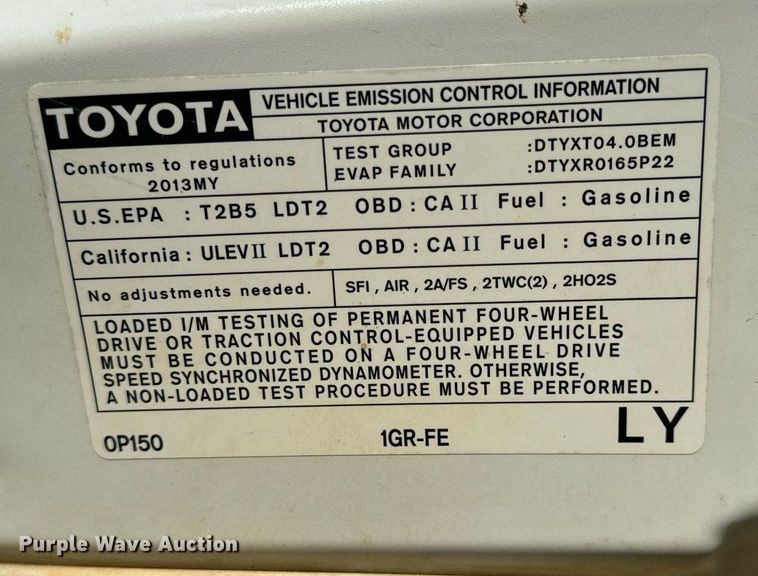 TOYOTA
VEHICLE EMISSION CONTROL INFORMATION
TOYOTA MOTOR CORPORATION
Conforms to regulations
2013MY
TEST GROUP :DTYXT04.0BEM
EVAP FAMILY :DTYXR0165P22
U.S.EPA : T2B5 LDT2 OBD : CA II Fuel : Gasoline
California : ULEV II LDT2 OBD : CA II Fuel : Gasoline
No adjustments needed.
SFI , AIR , 2A/FS , 2TWC(2) , 2HO2S
LOADED I/M TESTING OF PERMANENT FOUR-WHEEL
DRIVE OR TRACTION CONTROL-EQUIPPED VEHICLES
MUST BE CONDUCTED ON A FOUR-WHEEL DRIVE
SPEED SYNCHRONIZED DYNAMOMETER. OTHERWISE,
A NON-LOADED TEST PROCEDURE MUST BE PERFORMED.
0P150 1GR-FE LY
Purple Wave Auction